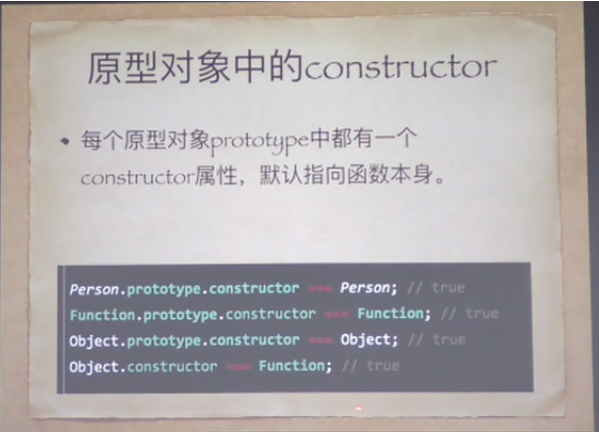 原型对象中的constructor
每个原型对象prototype中都有一个
constructor属性，默认指向函数本身。
Person.prototype.constructor === Person; // true
Function.prototype.constructor === Function; // true
Object.prototype.constructor === Object; // true
Object.constructor === Function; // true